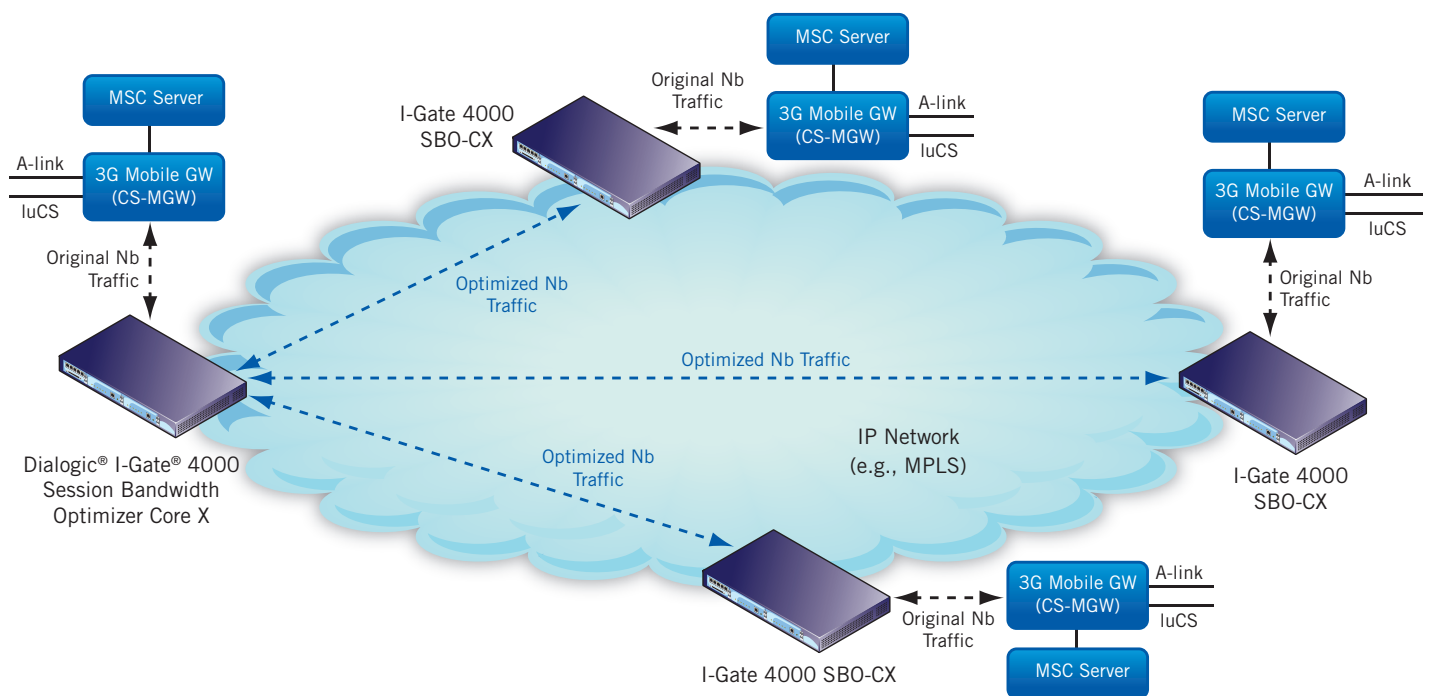 MSC Server
Original Nb
Traffic
3G Mobile GW
(CS-MGW)
A-link
IuCS
I-Gate 4000
SBO-CX
MSC Server
A-link
IuCS
3G Mobile GW
(CS-MGW)
Original Nb
Traffic
MSC Server
3G Mobile GW
(CS-MGW)
A-link
IuCS
Original Nb
Traffic
Optimized Nb
Traffic
Optimized Nb Traffic
Optimized Nb
Traffic
IP Network
(e.g., MPLS)
Dialogic® I-Gate® 4000
Session Bandwidth
Optimizer Core X
I-Gate 4000
SBO-CX
I-Gate 4000 SBO-CX
Original Nb
Traffic
3G Mobile GW
(CS-MGW)
A-link
IuCS
MSC Server